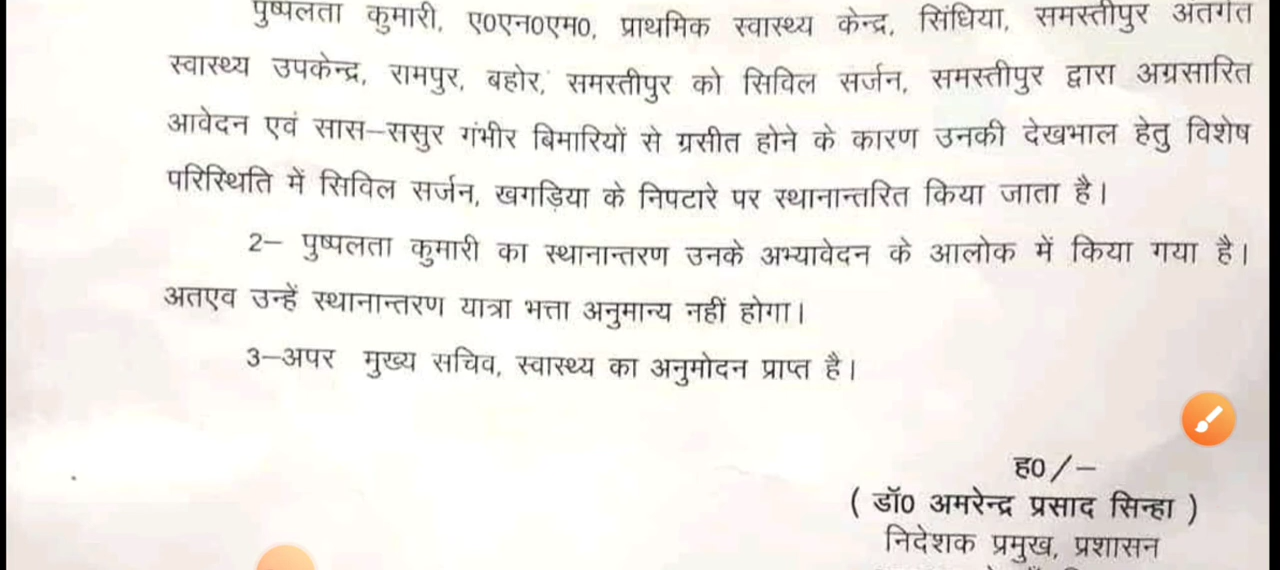 पुष्पलता कुमारी, ए0एन0एम0, प्राथमिक स्वास्थ्य केन्द्र, सिंधिया, समस्तीपुर अंतर्गत
स्वास्थ्य उपकेन्द्र, रामपुर, बहोर, समस्तीपुर को सिविल सर्जन, समस्तीपुर द्वारा अग्रसारित
आवेदन एवं सास–ससुर गंभीर बिमारियों से ग्रसीत होने के कारण उनकी देखभाल हेतु विशेष
परिस्थिति में सिविल सर्जन, खगड़िया के निपटारे पर स्थानान्तरित किया जाता है।
2– पुष्पलता कुमारी का स्थानान्तरण उनके अभ्यावेदन के आलोक में किया गया है।
अतएव उन्हें स्थानान्तरण यात्रा भत्ता अनुमान्य नहीं होगा।
3–अपर मुख्य सचिव, स्वास्थ्य का अनुमोदन प्राप्त है।
ह0/–
( डॉ0 अमरेन्द्र प्रसाद सिन्हा )
निदेशक प्रमुख, प्रशासन